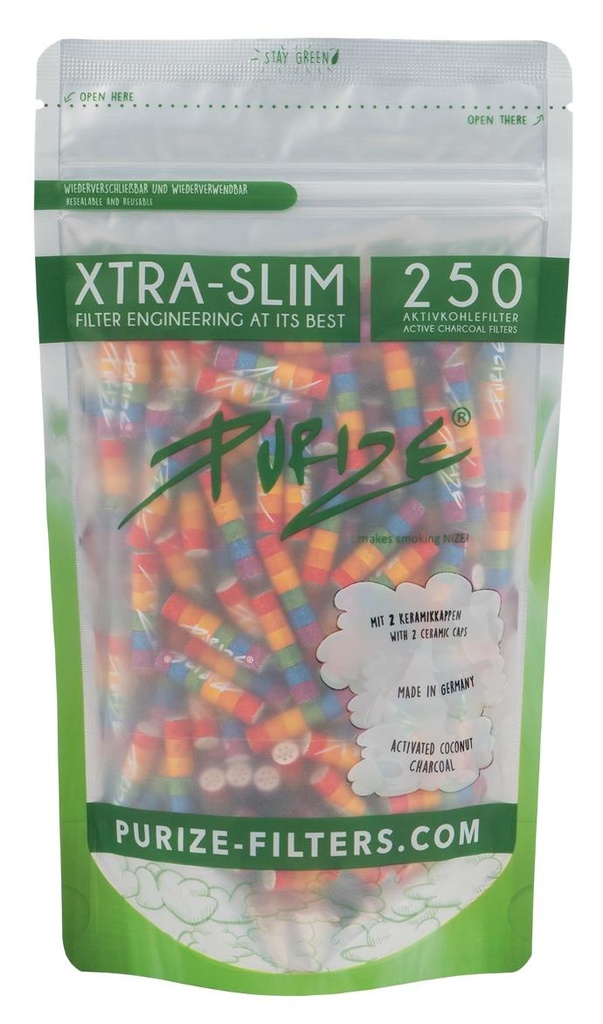 STAY GREEN
OPEN HERE
OPEN THERE
WIEDERVERSCHLIEẞBAR UND WIEDERVERWENDBAR
RESEALABLE AND REUSABLE
XTRA-SLIM
FILTER ENGINEERING AT ITS BEST
250
AKTIVKOHLEFILTER
ACTIVE CHARCOAL FILTERS
PURIZE®
makes smoking NIZE!
MIT 2 KERAMIKKAPPEN
WITH 2 CERAMIC CAPS
MADE IN GERMANY
ACTIVATED COCONUT
CHARCOAL
PURIZE®
PURIZE-FILTERS.COM